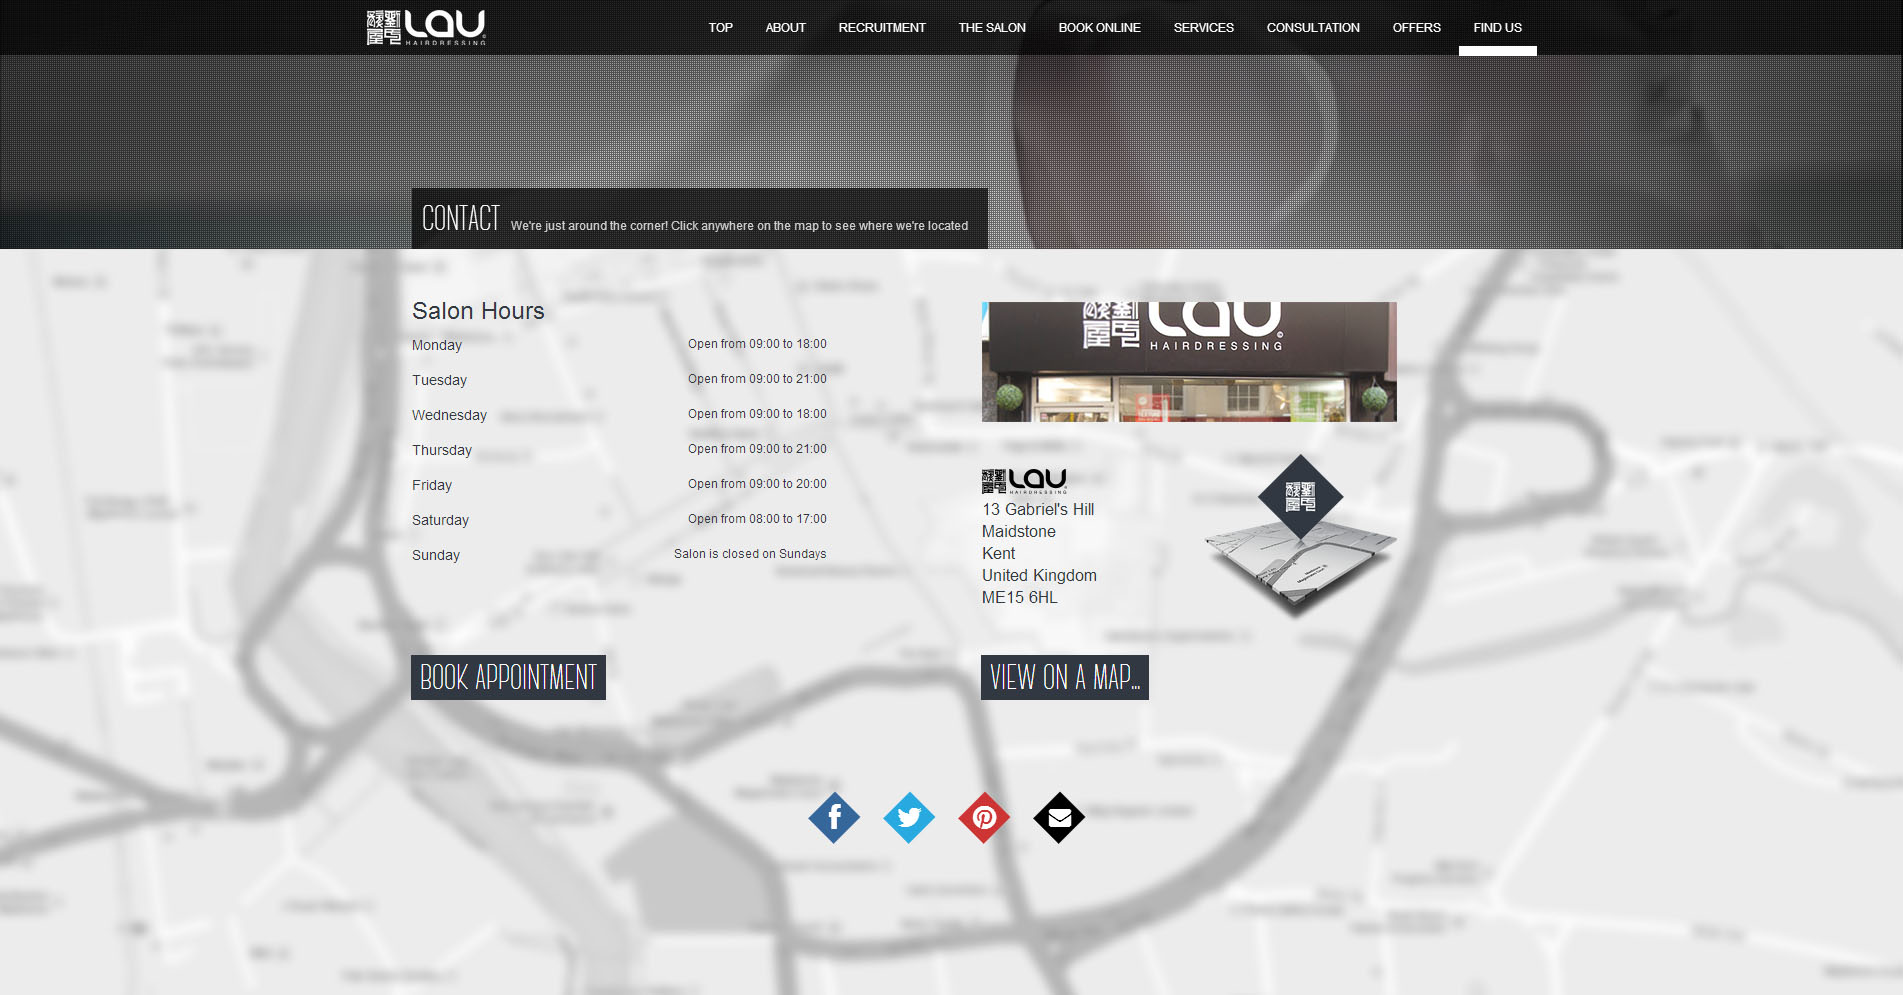 LAU
HAIRDRESSING
TOP ABOUT RECRUITMENT THE SALON BOOK ONLINE SERVICES CONSULTATION OFFERS FIND US
CONTACT We're just around the corner! Click anywhere on the map to see where we're located
Salon Hours
Monday Open from 09:00 to 18:00
Tuesday Open from 09:00 to 21:00
Wednesday Open from 09:00 to 18:00
Thursday Open from 09:00 to 21:00
Friday Open from 09:00 to 20:00
Saturday Open from 08:00 to 17:00
Sunday Salon is closed on Sundays
BOOK APPOINTMENT
LAU
HAIRDRESSING
LAU
HAIRDRESSING
13 Gabriel's Hill
Maidstone
Kent
United Kingdom
ME15 6HL
VIEW ON A MAP...